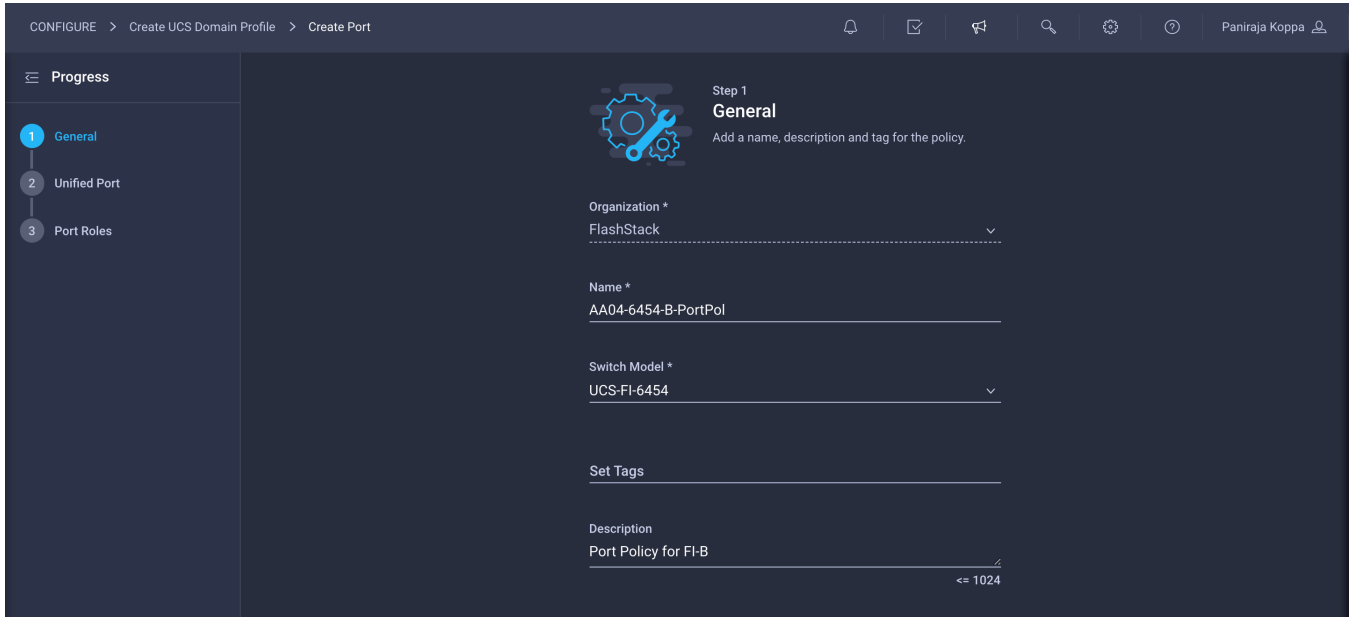 CONFIGURE > Create UCS Domain Profile > Create Port
Paniraja Koppa
Progress
1 General
2 Unified Port
3 Port Roles
Step 1
General
Add a name, description and tag for the policy.
Organization *
FlashStack
Name *
AA04-6454-B-PortPol
Switch Model *
UCS-FI-6454
Set Tags
Description
Port Policy for FI-B
<= 1024